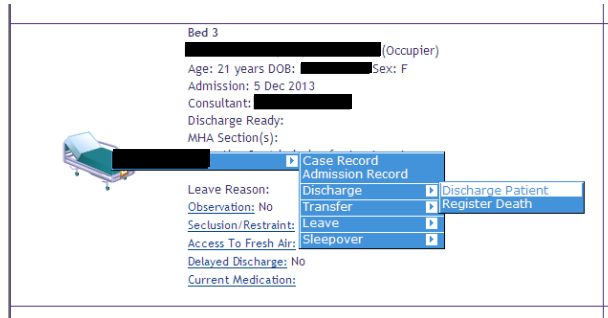 Bed 3
(Occupier)
Age: 21 years DOB: Sex: F
Admission: 5 Dec 2013
Consultant:
Discharge Ready:
MHA Section(s):
Case Record
Admission Record
Leave Reason:
Discharge
Discharge Patient
Observation: No
Transfer
Register Death
Seclusion/Restraint:
Leave
Access To Fresh Air:
Sleepover
Delayed Discharge: No
Current Medication: